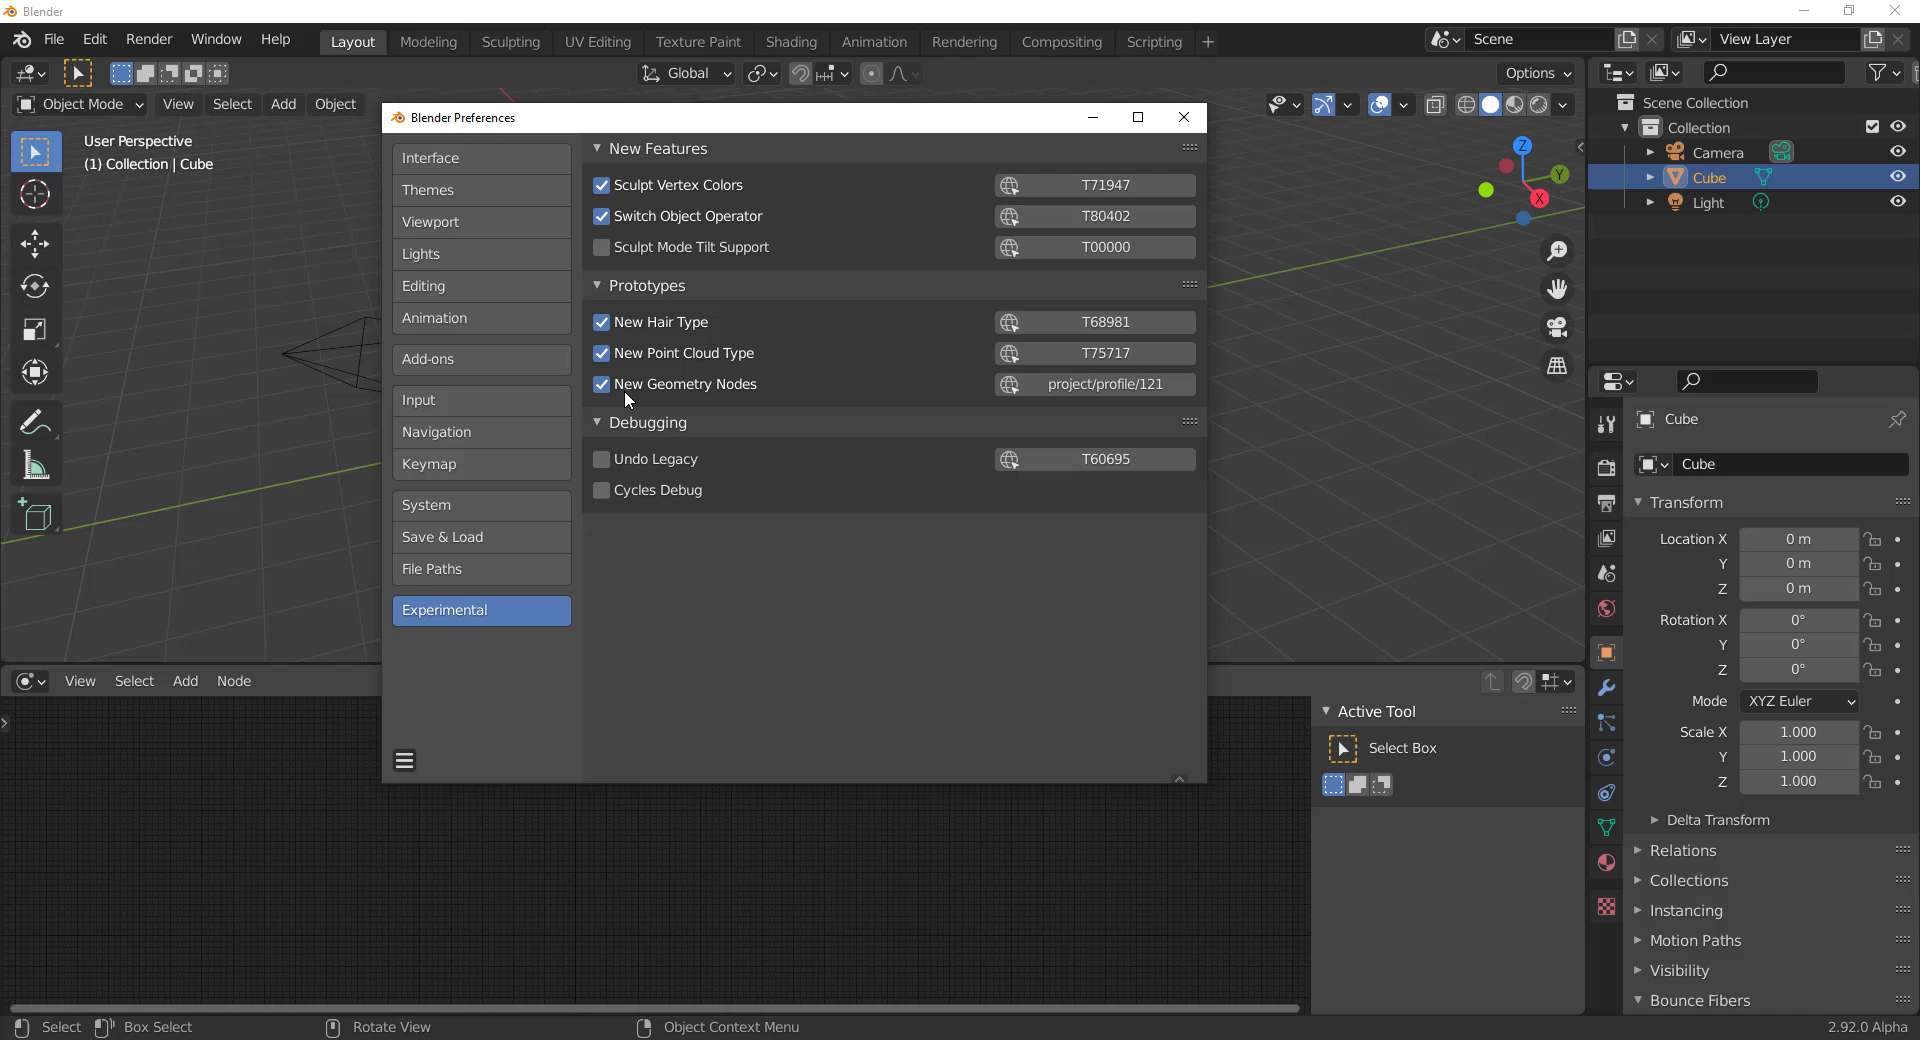 Blender
File Edit Render Window Help Layout Modeling Sculpting UV Editing Texture Paint Shading Animation Rendering Compositing Scripting + Scene View Layer
Global Options
Object Mode View Select Add Object
User Perspective
(1) Collection | Cube
Z
Y
X
Blender Preferences
Interface
Themes
Viewport
Lights
Editing
Animation
Add-ons
Input
Navigation
Keymap
System
Save & Load
File Paths
Experimental
New Features
Sculpt Vertex Colors T71947
Switch Object Operator T80402
Sculpt Mode Tilt Support T00000
Prototypes
New Hair Type T68981
New Point Cloud Type T75717
New Geometry Nodes project/profile/121
Debugging
Undo Legacy T60695
Cycles Debug
Scene Collection
Collection
Camera
Cube
Light
Cube
Cube
Transform
Location X 0 m
Y 0 m
Z 0 m
Rotation X 0°
Y 0°
Z 0°
Mode XYZ Euler
Scale X 1.000
Y 1.000
Z 1.000
Delta Transform
Relations
Collections
Instancing
Motion Paths
Visibility
Bounce Fibers
View Select Add Node
Active Tool
Select Box
Select Box Select Rotate View Object Context Menu 2.92.0 Alpha